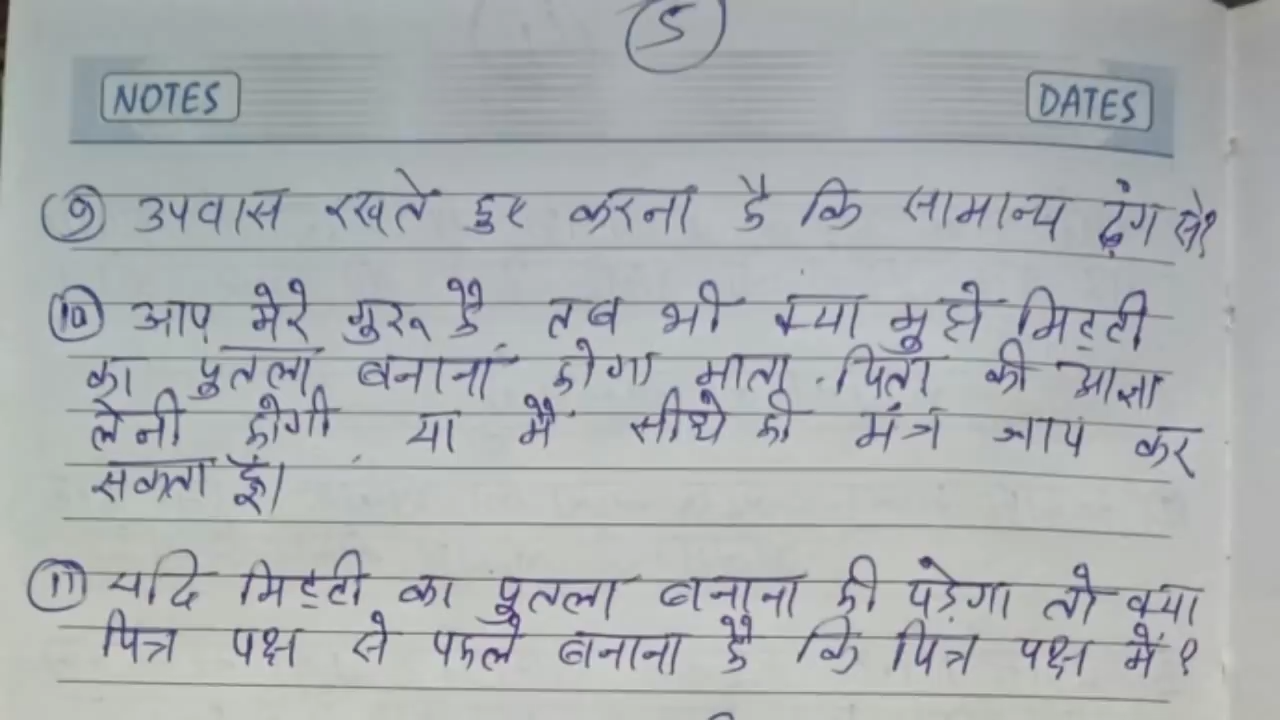 5
NOTES DATES
9 उपवास रखते हुए करना है कि सामान्य ढंग से?
10 आप मेरे गुरू हैं तब भी क्या मुझे मिट्टी
का पुतला बनाना होगा माता-पिता की आज्ञा
लेनी होगी या मैं सीधे ही मंत्र जाप कर
सकता हूँ।
11 यदि मिट्टी का पुतला बनाना ही पड़ेगा तो क्या
पित्र पक्ष से पहले बनाना है कि पित्र पक्ष में?